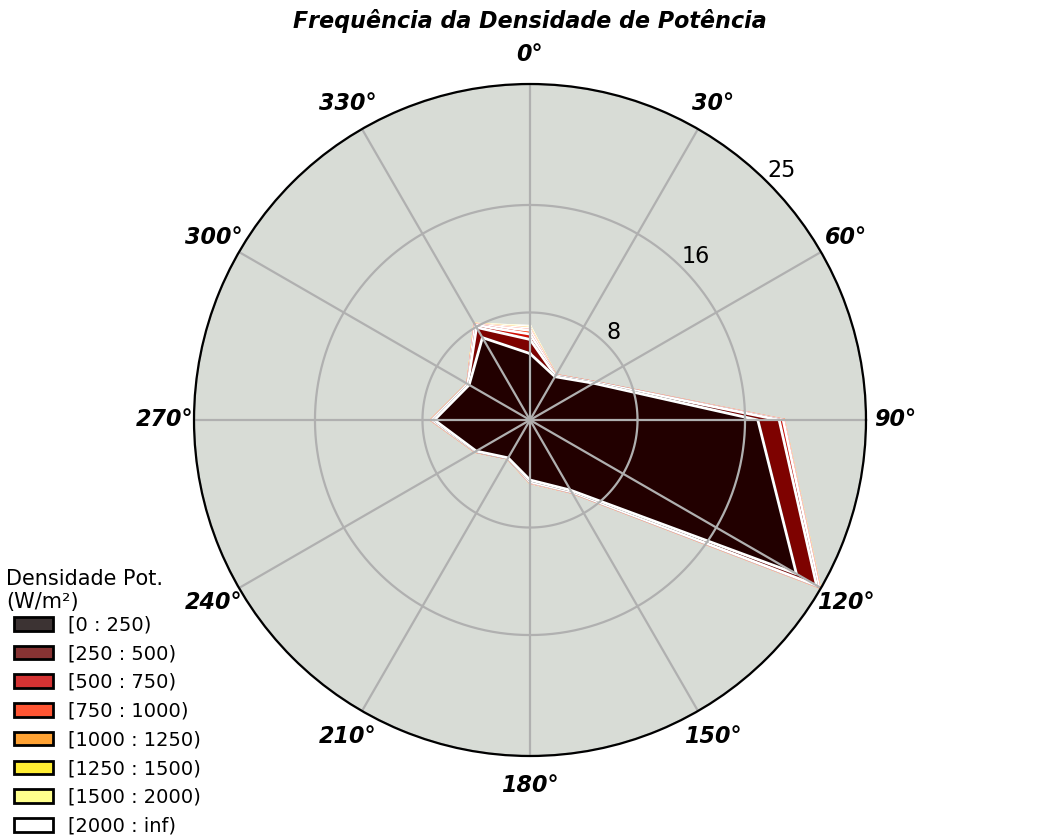 Frequência da Densidade de Potência
0°
30°
60°
90°
120°
150°
180°
210°
240°
270°
300°
330°
8
16
25
Densidade Pot.
(W/m²)
[0 : 250)
[250 : 500)
[500 : 750)
[750 : 1000)
[1000 : 1250)
[1250 : 1500)
[1500 : 2000)
[2000 : inf)